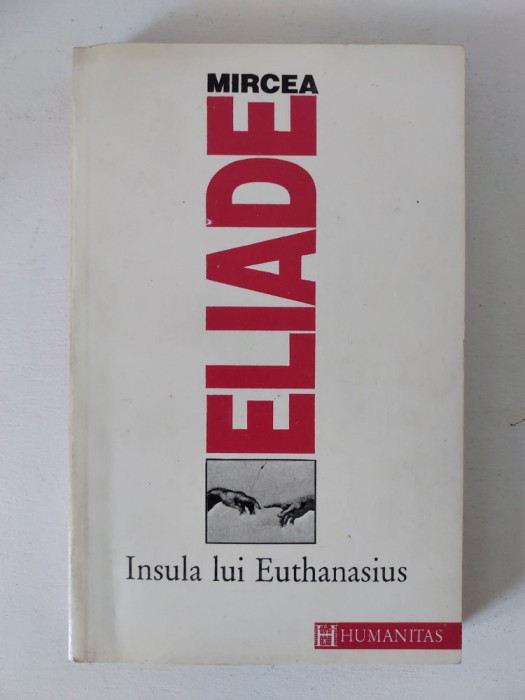 MIRCEA
ELIADE
Insula lui Euthanasius
HUMANITAS